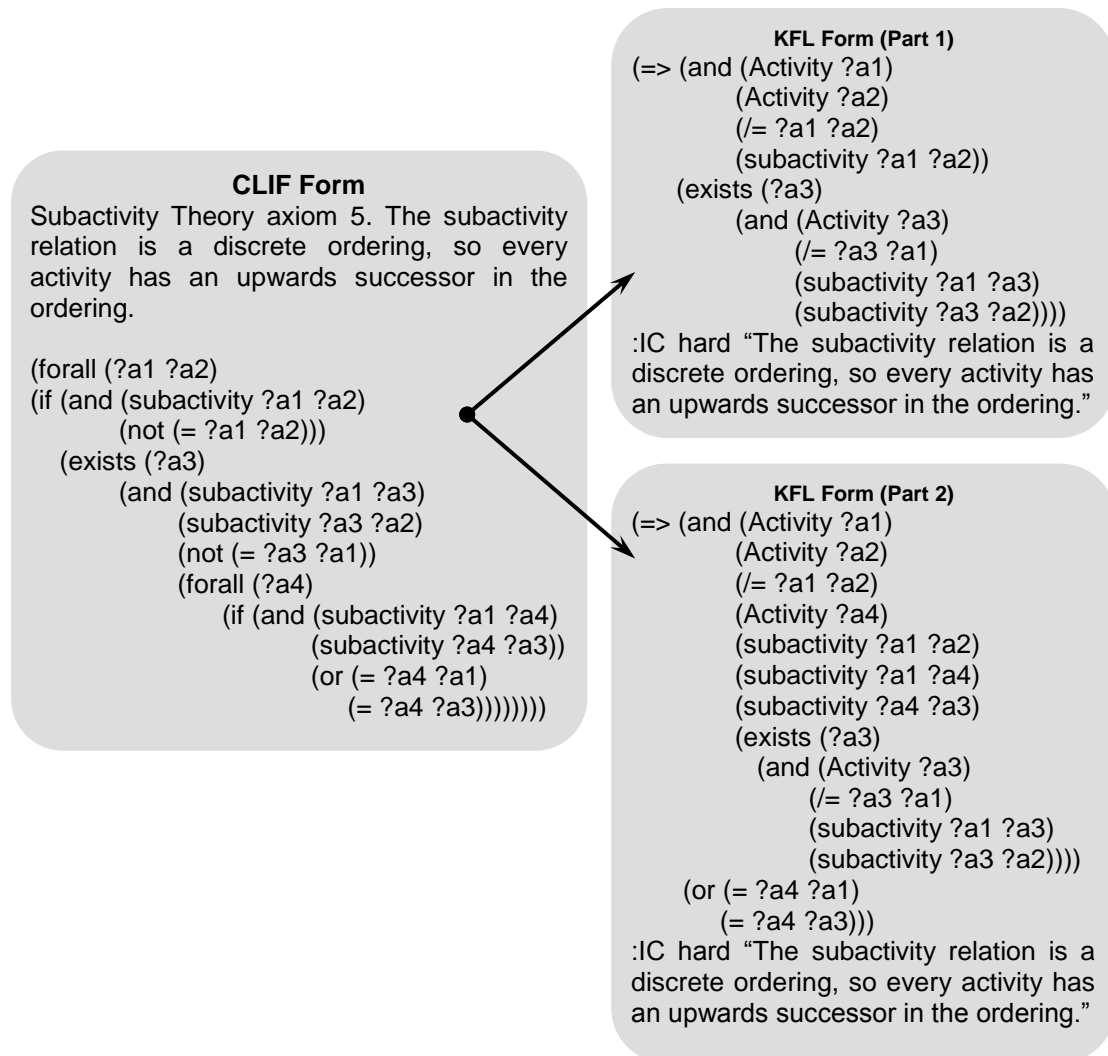 CLIF Form
Subactivity Theory axiom 5. The subactivity
relation is a discrete ordering, so every
activity has an upwards successor in the
ordering.
(forall (?a1 ?a2)
(if (and (subactivity ?a1 ?a2)
(not (= ?a1 ?a2)))
(exists (?a3)
(and (subactivity ?a1 ?a3)
(subactivity ?a3 ?a2)
(not (= ?a3 ?a1))
(forall (?a4)
(if (and (subactivity ?a1 ?a4)
(subactivity ?a4 ?a3))
(or (= ?a4 ?a1)
(= ?a4 ?a3))))))))
KFL Form (Part 1)
(=> (and (Activity ?a1)
(Activity ?a2)
(/= ?a1 ?a2)
(subactivity ?a1 ?a2))
(exists (?a3)
(and (Activity ?a3)
(/= ?a3 ?a1)
(subactivity ?a1 ?a3)
(subactivity ?a3 ?a2))))
:IC hard “The subactivity relation is a
discrete ordering, so every activity has
an upwards successor in the ordering.”
KFL Form (Part 2)
(=> (and (Activity ?a1)
(Activity ?a2)
(/= ?a1 ?a2)
(Activity ?a4)
(subactivity ?a1 ?a2)
(subactivity ?a1 ?a4)
(subactivity ?a4 ?a3)
(exists (?a3)
(and (Activity ?a3)
(/= ?a3 ?a1)
(subactivity ?a1 ?a3)
(subactivity ?a3 ?a2))))
(or (= ?a4 ?a1)
(= ?a4 ?a3)))
:IC hard “The subactivity relation is a
discrete ordering, so every activity has
an upwards successor in the ordering.”